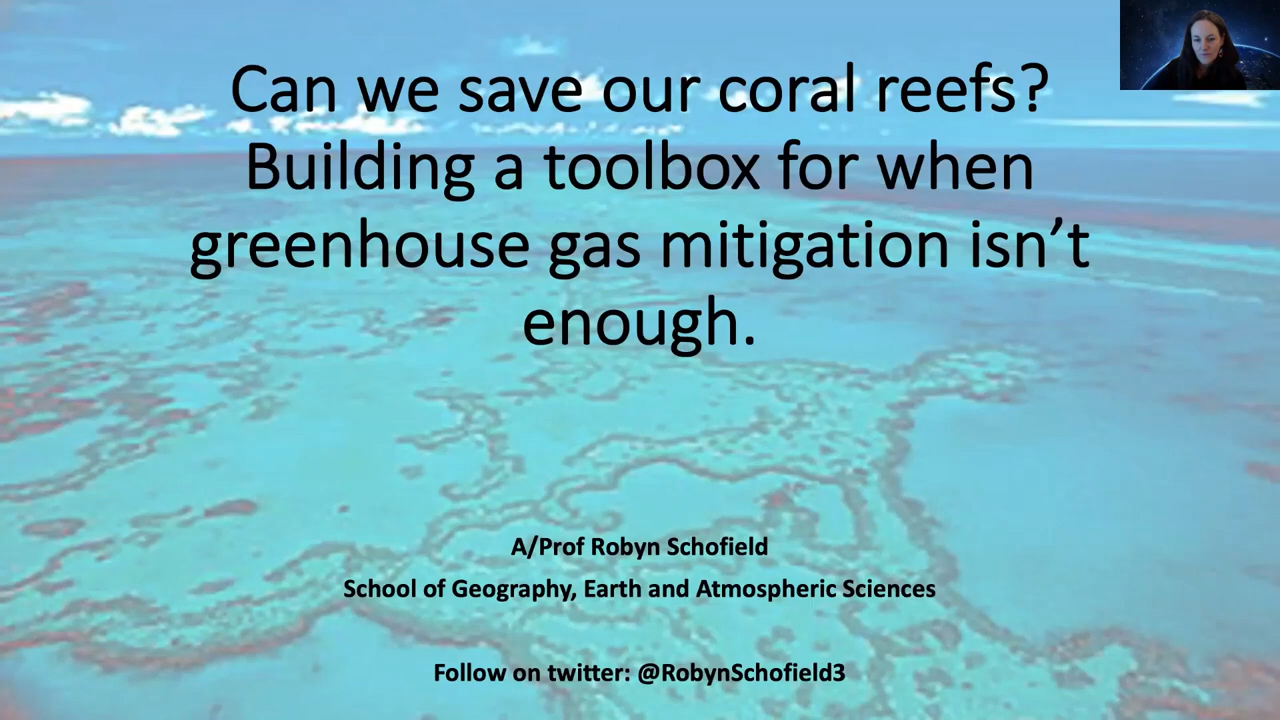 Can we save our coral reefs?
Building a toolbox for when
greenhouse gas mitigation isn’t
enough.
A/Prof Robyn Schofield
School of Geography, Earth and Atmospheric Sciences
Follow on twitter: @RobynSchofield3